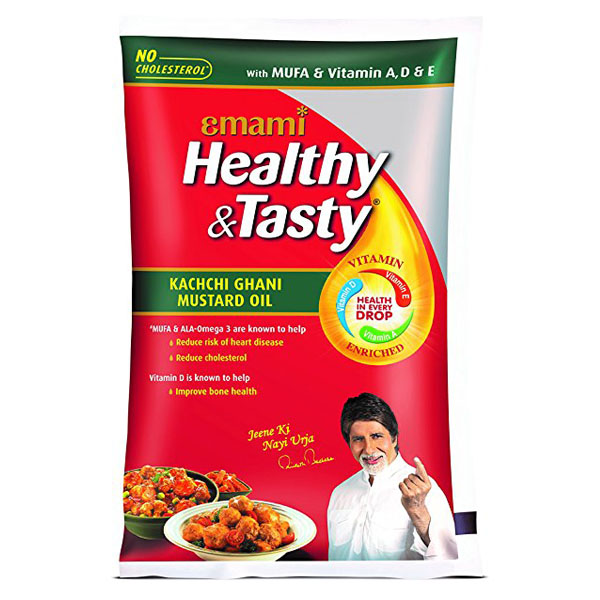 NO
CHOLESTEROL*
With MUFA & Vitamin A, D & E
emami*
Healthy
&Tasty®
KACHCHI GHANI
MUSTARD OIL
VITAMIN
Vitamin D
Vitamin E
HEALTH
IN EVERY
DROP
Vitamin A
ENRICHED
*MUFA & ALA-Omega 3 are known to help
Reduce risk of heart disease
Reduce cholesterol
Vitamin D is known to help
Improve bone health
Jeene Ki
Nayi Urja